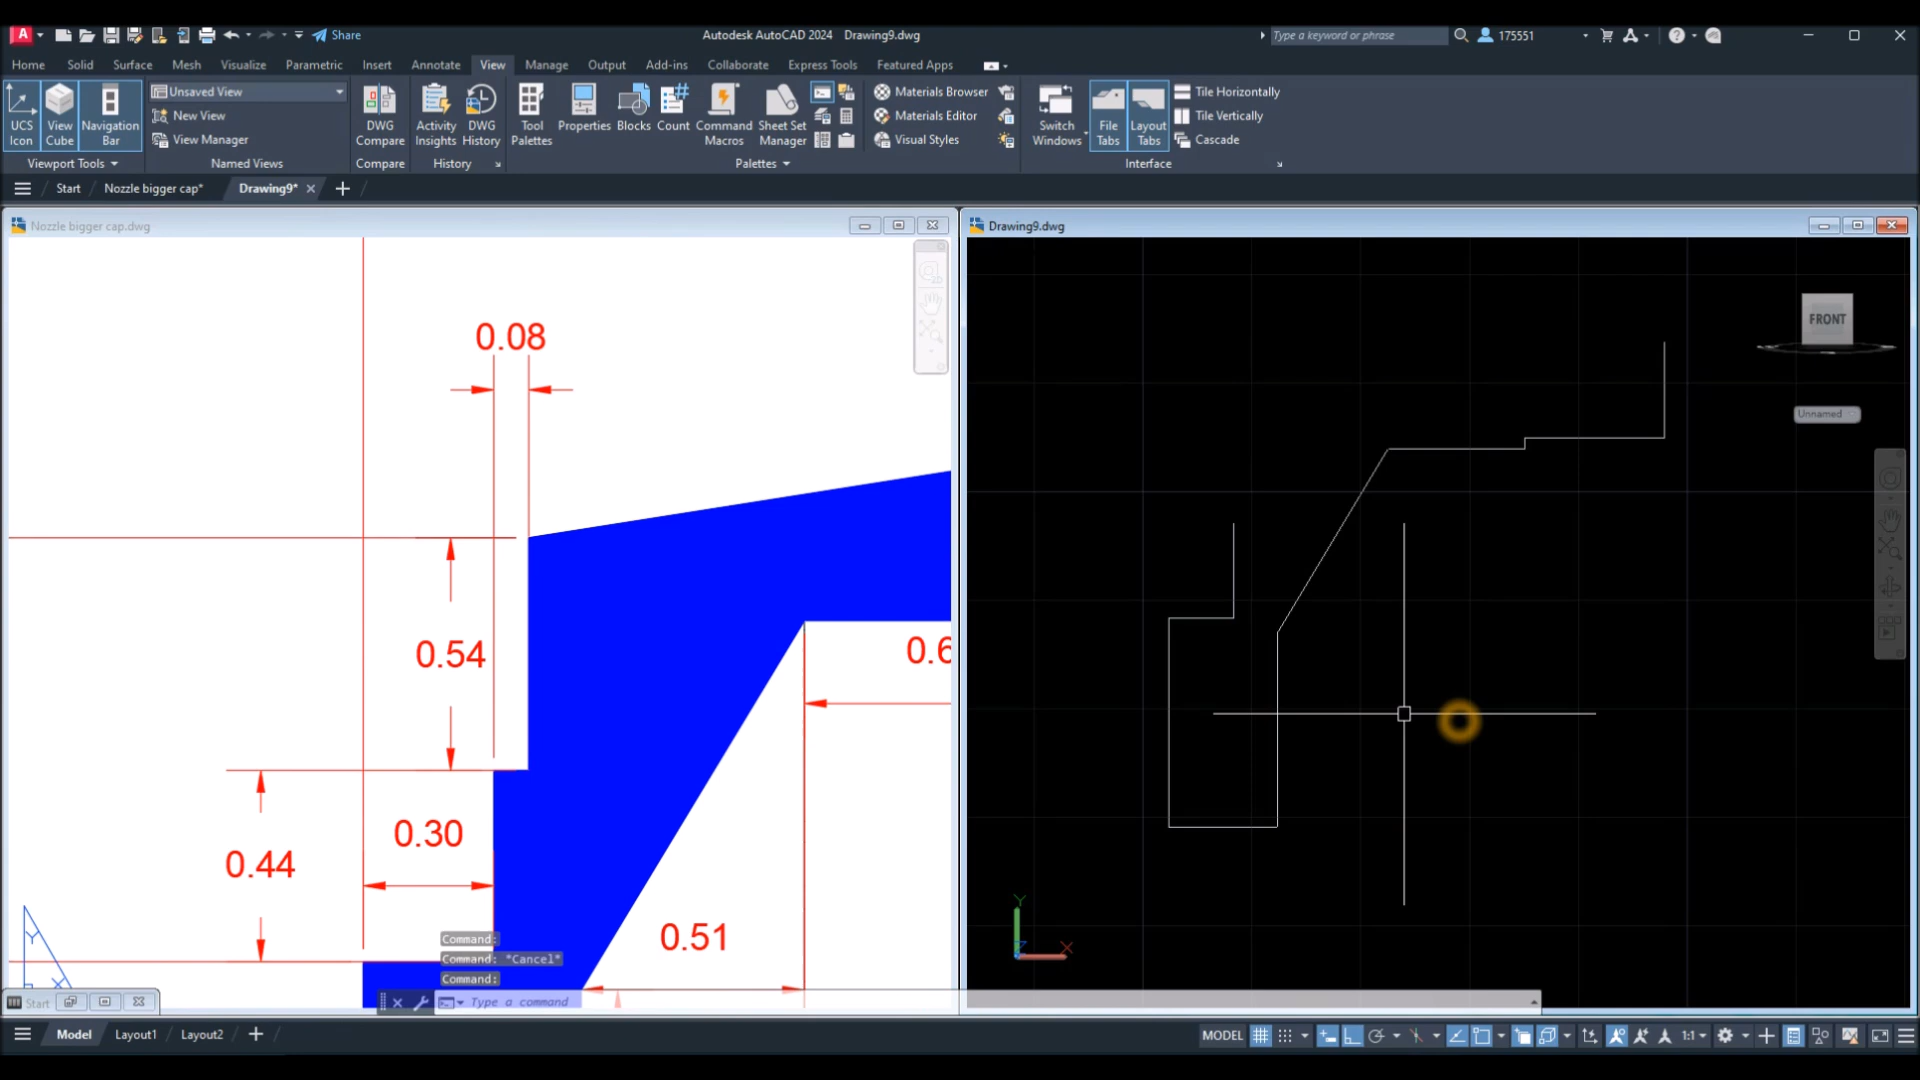 A Share Autodesk AutoCAD 2024 Drawing9.dwg Type a keyword or phrase 175551
Home Solid Surface Mesh Visualize Parametric Insert Annotate View Manage Output Add-ins Collaborate Express Tools Featured Apps
UCS Icon
View Cube
Navigation Bar
Viewport Tools
Unsaved View
New View
View Manager
Named Views
DWG Compare
Compare
Activity Insights
DWG History
History
Tool Palettes
Properties
Blocks
Count
Command Macros
Sheet Set Manager
Palettes
Materials Browser
Materials Editor
Visual Styles
Switch Windows
File Tabs
Layout Tabs
Tile Horizontally
Tile Vertically
Cascade
Interface
Start Nozzle bigger cap* Drawing9*
Nozzle bigger cap.dwg
Drawing9.dwg
0.08
FRONT
Unnamed
0.54
0.6
0.30
0.44
0.51
Y
X
Y
X
Z
Command:
Command: *Cancel*
Command:
Type a command
Start
Model Layout1 Layout2
MODEL 1:1